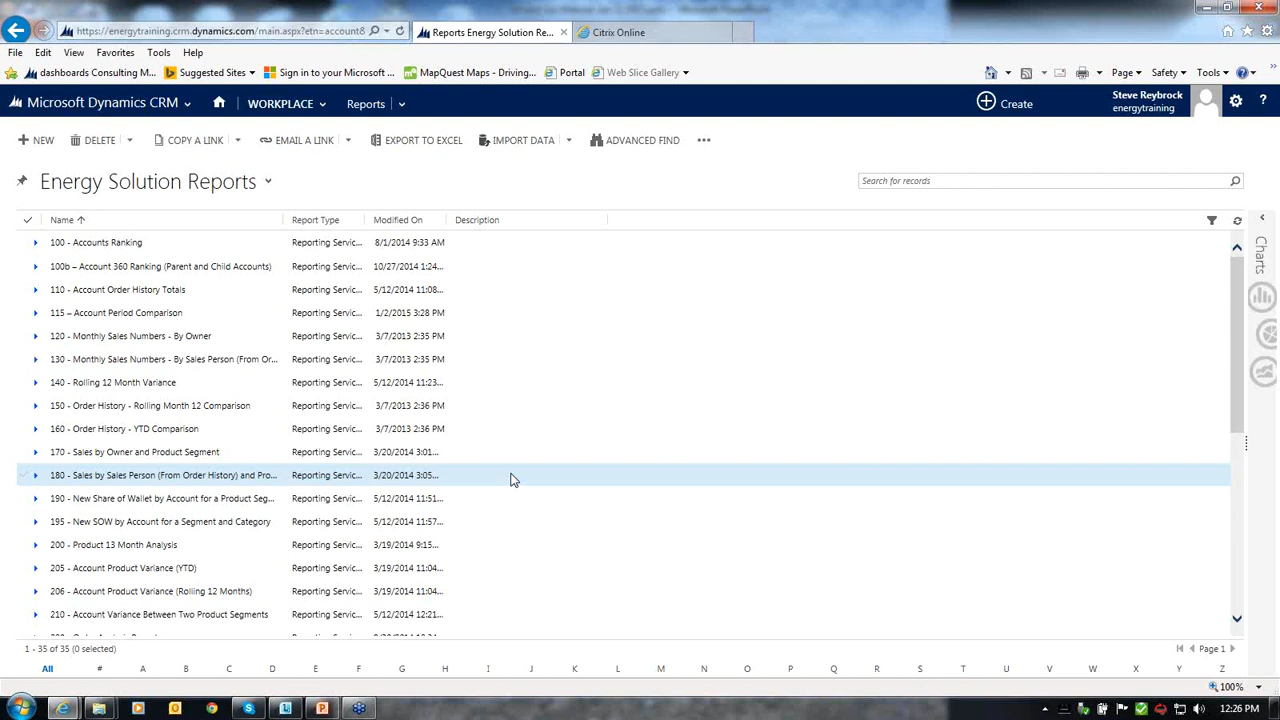 https://energytraining.crm.dynamics.com/main.aspx?etn=account8
Reports Energy Solution Re...
Citrix Online
File Edit View Favorites Tools Help
dashboards Consulting M...
Suggested Sites
Sign in to your Microsoft ...
MapQuest Maps - Driving...
Portal
Web Slice Gallery
Page
Safety
Tools
Microsoft Dynamics CRM
WORKPLACE
Reports
Create
Steve Reybrock
energytraining
?
NEW
DELETE
COPY A LINK
EMAIL A LINK
EXPORT TO EXCEL
IMPORT DATA
ADVANCED FIND
...
Energy Solution Reports
Search for records
Name Report Type Modified On Description
Charts
100 - Accounts Ranking Reporting Servic... 8/1/2014 9:33 AM
100b – Account 360 Ranking (Parent and Child Accounts) Reporting Servic... 10/27/2014 1:24...
110 - Account Order History Totals Reporting Servic... 5/12/2014 11:08...
115 – Account Period Comparison Reporting Servic... 1/2/2015 3:28 PM
120 - Monthly Sales Numbers - By Owner Reporting Servic... 3/7/2013 2:35 PM
130 - Monthly Sales Numbers - By Sales Person (From Or... Reporting Servic... 3/7/2013 2:35 PM
140 - Rolling 12 Month Variance Reporting Servic... 5/12/2014 11:23...
150 - Order History - Rolling Month 12 Comparison Reporting Servic... 3/7/2013 2:36 PM
160 - Order History - YTD Comparison Reporting Servic... 3/7/2013 2:36 PM
170 - Sales by Owner and Product Segment Reporting Servic... 3/20/2014 3:01...
180 - Sales by Sales Person (From Order History) and Pro... Reporting Servic... 3/20/2014 3:05...
190 - New Share of Wallet by Account for a Product Seg... Reporting Servic... 5/12/2014 11:51...
195 - New SOW by Account for a Segment and Category Reporting Servic... 5/12/2014 11:57...
200 - Product 13 Month Analysis Reporting Servic... 3/19/2014 9:15...
205 - Account Product Variance (YTD) Reporting Servic... 3/19/2014 11:04...
206 - Account Product Variance (Rolling 12 Months) Reporting Servic... 3/19/2014 11:04...
210 - Account Variance Between Two Product Segments Reporting Servic... 5/12/2014 12:21...
1 - 35 of 35 (0 selected)
Page 1
All # A B C D E F G H I J K L M N O P Q R S T U V W X Y Z
100%
12:26 PM